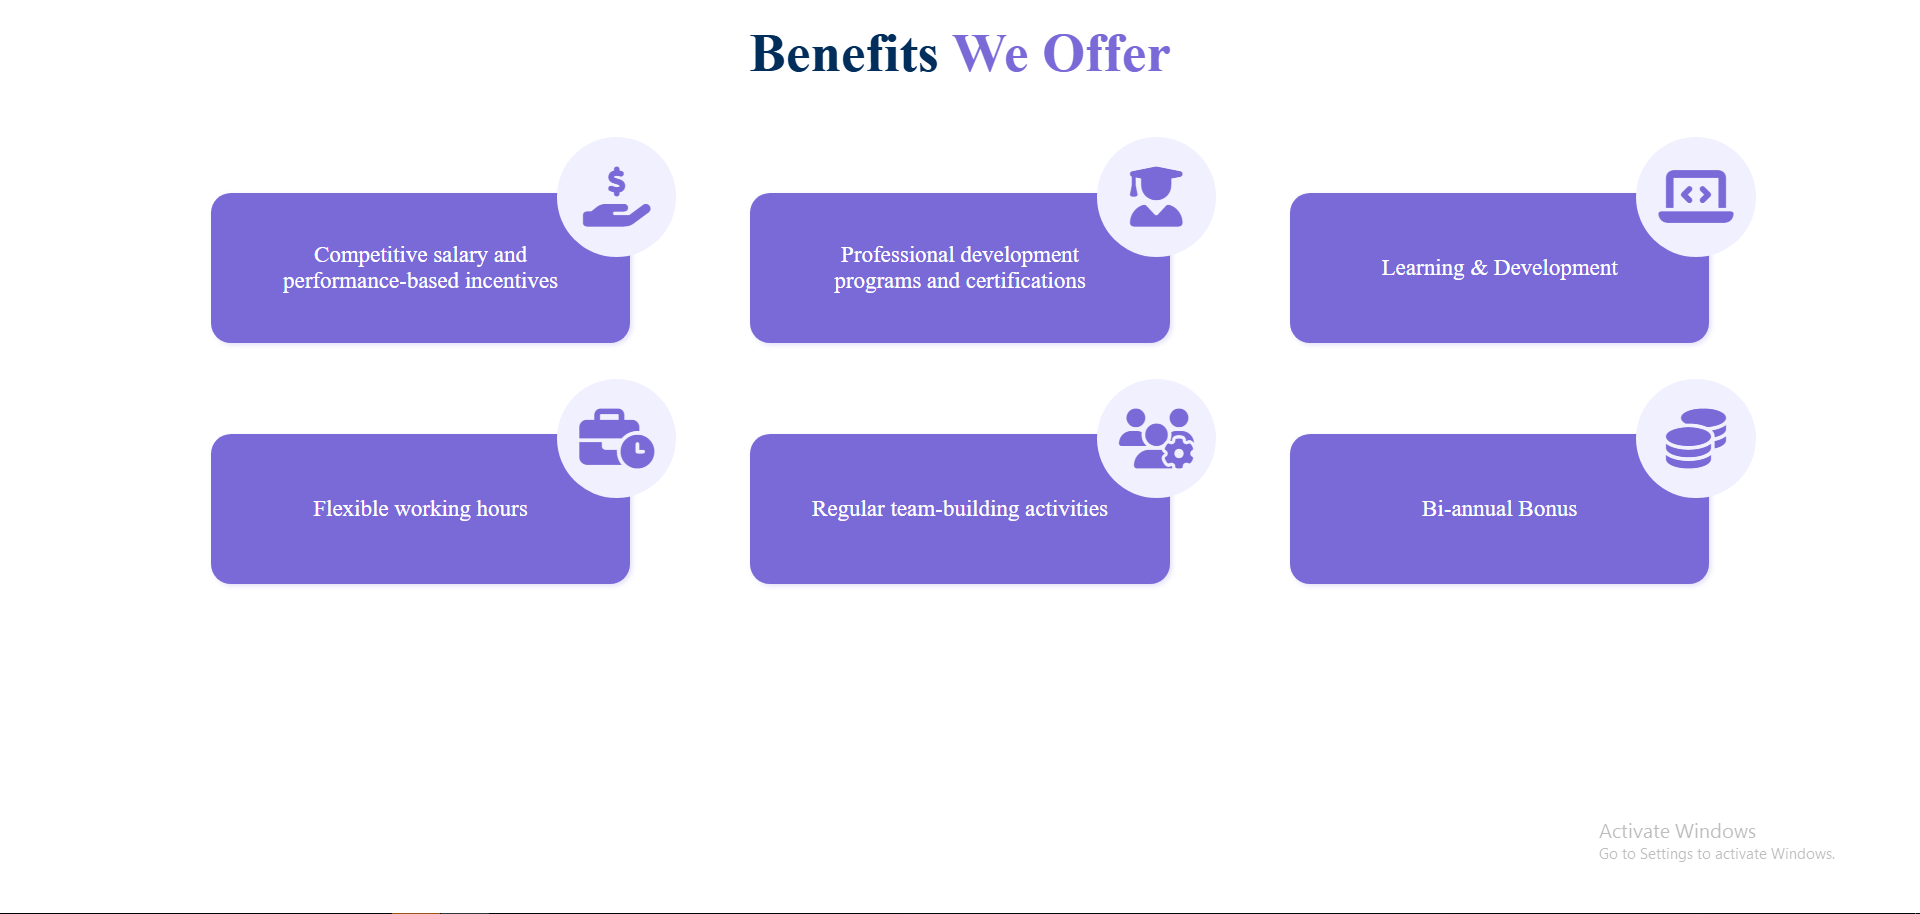 Benefits We Offer
Competitive salary and
performance-based incentives
Professional development
programs and certifications
Learning & Development
Flexible working hours
Regular team-building activities
Bi-annual Bonus
Activate Windows
Go to Settings to activate Windows.